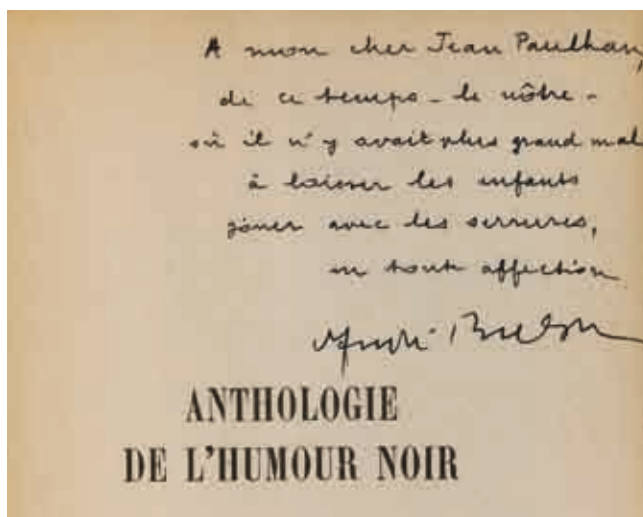 A mon cher Jean Paulhan,
de ce temps - le nôtre -
où il n'y avait plus grand mal
à laisser les enfants
jouer avec les serrures,
en toute affection
André Breton
ANTHOLOGIE
DE L'HUMOUR NOIR